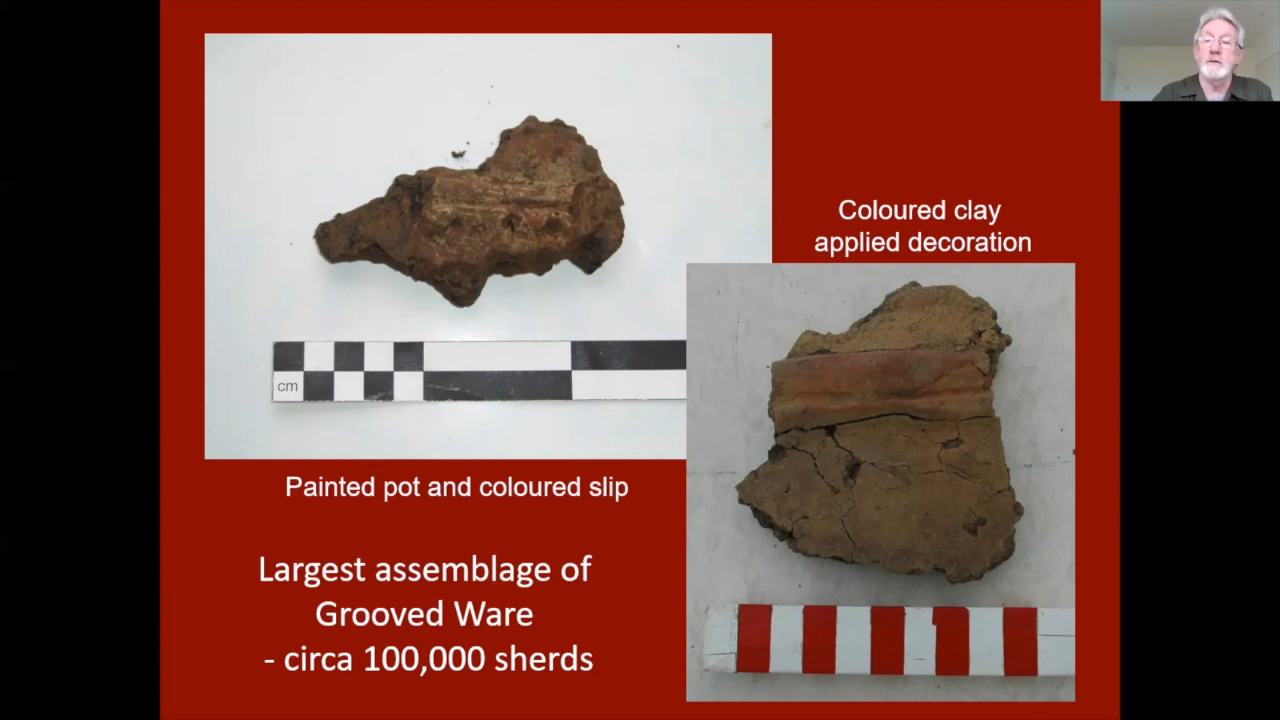 Coloured clay
applied decoration
cm
Painted pot and coloured slip
Largest assemblage of
Grooved Ware
- circa 100,000 sherds